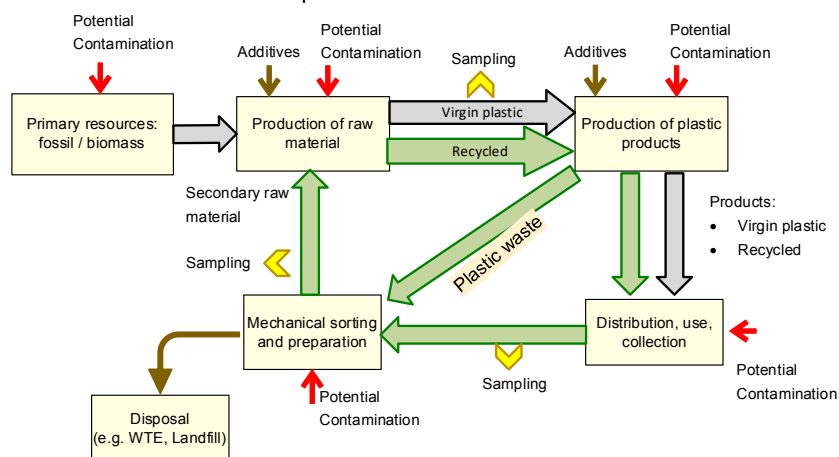 Potential
Contamination
Additives
Potential
Contamination
Sampling
Additives
Potential
Contamination
Primary resources:
fossil / biomass
Production of raw
material
Virgin plastic
Recycled
Production of plastic
products
Secondary raw
material
Products:
• Virgin plastic
• Recycled
Plastic waste
Sampling
Mechanical sorting
and preparation
Distribution, use,
collection
Sampling
Potential
Contamination
Potential
Contamination
Disposal
(e.g. WTE, Landfill)